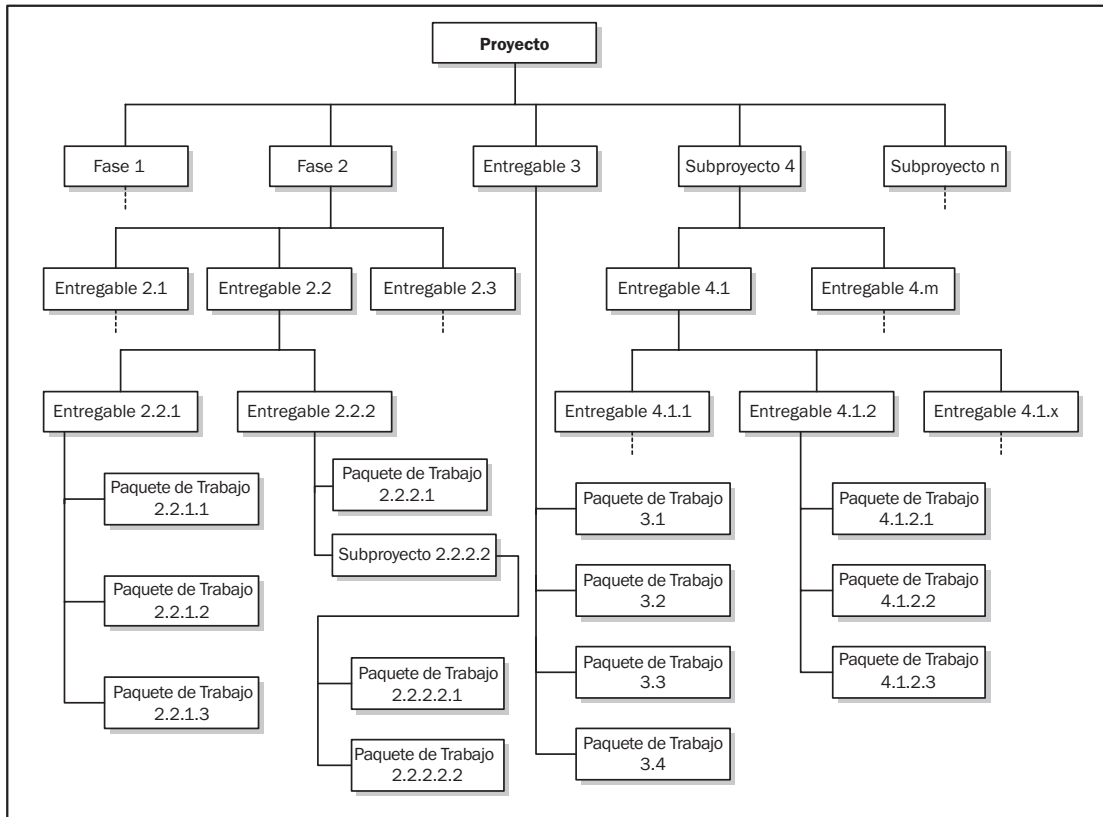 Proyecto
Fase 1
Fase 2
Entregable 3
Subproyecto 4
Subproyecto n
Entregable 2.1
Entregable 2.2
Entregable 2.3
Entregable 4.1
Entregable 4.m
Entregable 2.2.1
Entregable 2.2.2
Entregable 4.1.1
Entregable 4.1.2
Entregable 4.1.x
Paquete de Trabajo
2.2.1.1
Paquete de Trabajo
2.2.1.2
Paquete de Trabajo
2.2.1.3
Paquete de Trabajo
2.2.2.1
Subproyecto 2.2.2.2
Paquete de Trabajo
2.2.2.2.1
Paquete de Trabajo
2.2.2.2.2
Paquete de Trabajo
3.1
Paquete de Trabajo
3.2
Paquete de Trabajo
3.3
Paquete de Trabajo
3.4
Paquete de Trabajo
4.1.2.1
Paquete de Trabajo
4.1.2.2
Paquete de Trabajo
4.1.2.3